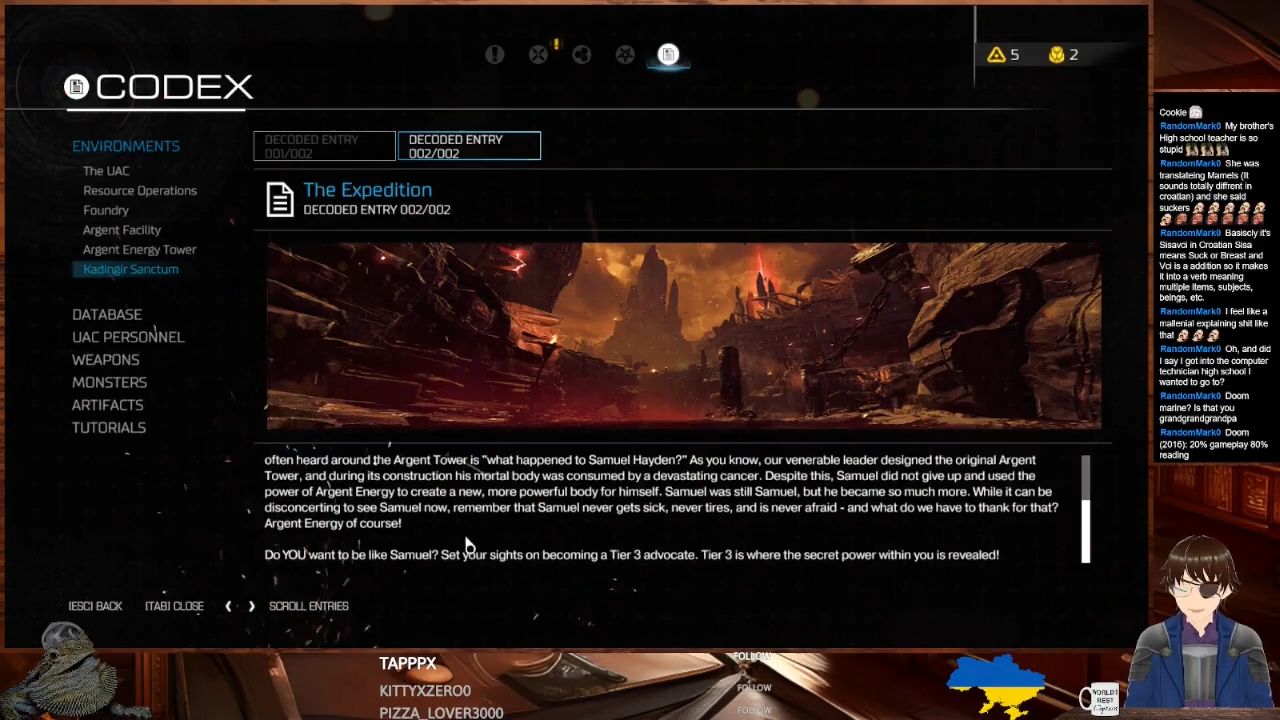 5
2
CODEX
ENVIRONMENTS
The UAC
Resource Operations
Foundry
Argent Facility
Argent Energy Tower
Kadingir Sanctum
DATABASE
UAC PERSONNEL
WEAPONS
MONSTERS
ARTIFACTS
TUTORIALS
DECODED ENTRY
001/002
DECODED ENTRY
002/002
The Expedition
DECODED ENTRY 002/002
often heard around the Argent Tower is "what happened to Samuel Hayden?" As you know, our venerable leader designed the original Argent
Tower, and during its construction his mortal body was consumed by a devastating cancer. Despite this, Samuel did not give up and used the
power of Argent Energy to create a new, more powerful body for himself. Samuel was still Samuel, but he became so much more. While it can be
disconcerting to see Samuel now, remember that Samuel never gets sick, never tires, and is never afraid - and what do we have to thank for that?
Argent Energy of course!
Do YOU want to be like Samuel? Set your sights on becoming a Tier 3 advocate. Tier 3 is where the secret power within you is revealed!
[ESC] BACK
[TAB] CLOSE
SCROLL ENTRIES
Cookie
RandomMark0 My brother's
High school teacher is so
stupid
RandomMark0 She was
translateing Mamels (It
sounds totally diffrent in
croatian) and she said
suckers
RandomMark0 Basiscly it's
Sisavci in Croatian Sisa
means Suck or Breast and
Vci is a addition so it makes
it Into a verb meaning
multiple items, subjects,
beings, etc.
RandomMark0 I feel like a
mallenial explaining shit like
that
RandomMark0 Oh, and did
I say I got into the computer
technician high school I
wanted to go to?
RandomMark0 Doom
marine? Is that you
grandgrandgrandpa
RandomMark0 Doom
(2016): 20% gameplay 80%
reading
TAPPPX
FOLLOW
KITTYXZERO0
FOLLOW
PIZZA_LOVER3000
FOLLOW
WORLD'S
BEST
Captain